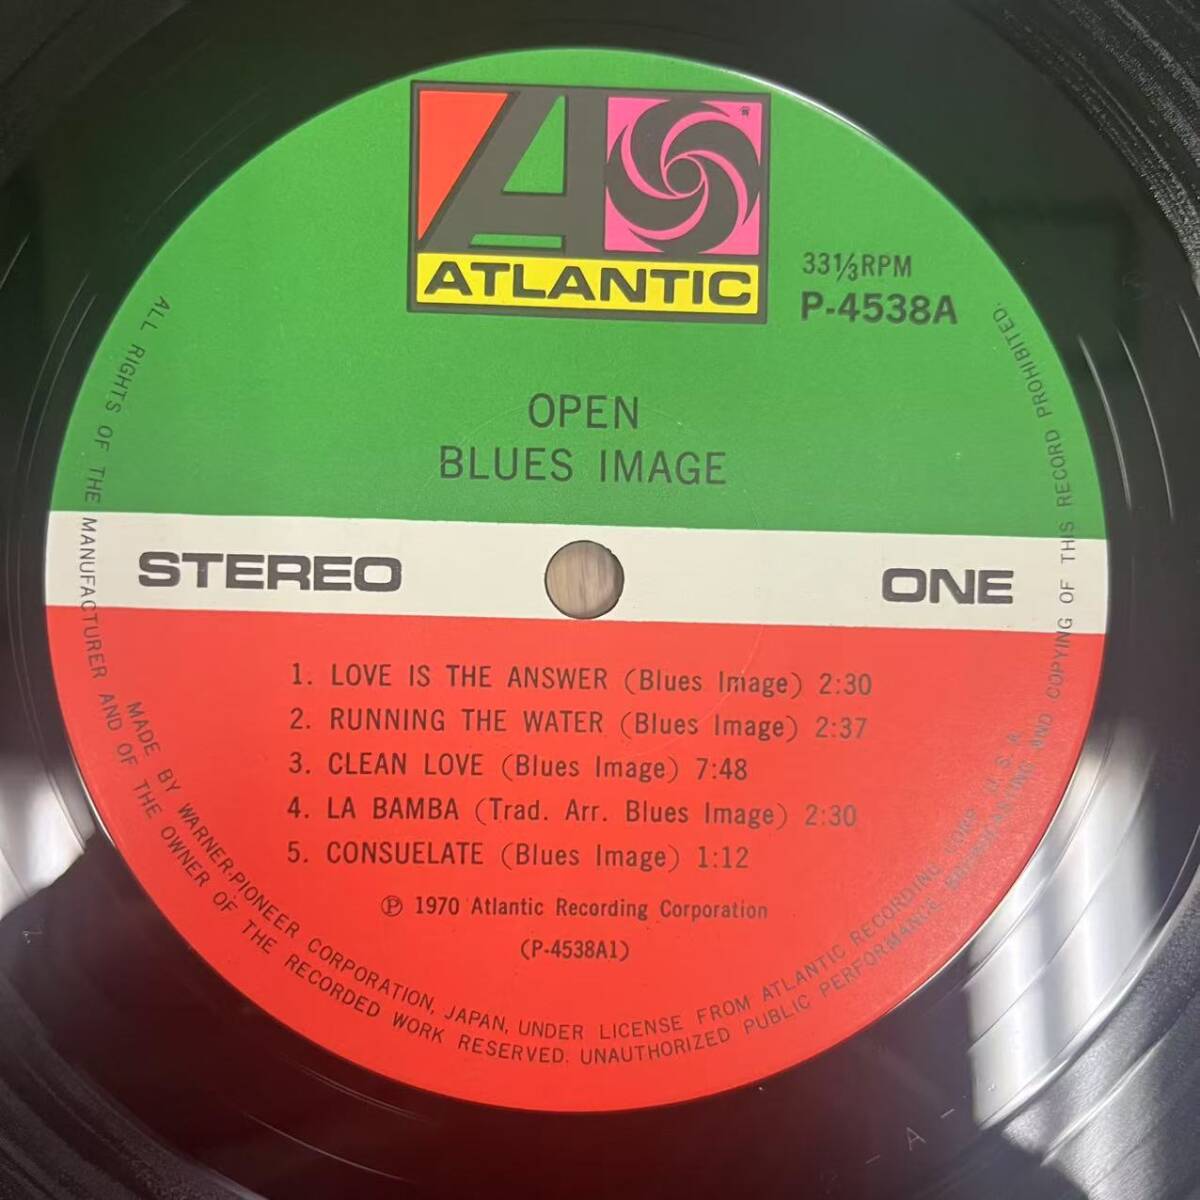 ATLANTIC
33⅓RPM
P-4538A
OPEN
BLUES IMAGE
STEREO
ONE
1. LOVE IS THE ANSWER (Blues Image) 2:30
2. RUNNING THE WATER (Blues Image) 2:37
3. CLEAN LOVE (Blues Image) 7:48
4. LA BAMBA (Trad. Arr. Blues Image) 2:30
5. CONSUELATE (Blues Image) 1:12
℗ 1970 Atlantic Recording Corporation
(P-4538A1)
MADE BY WARNER-PIONEER CORPORATION, JAPAN, UNDER LICENSE FROM ATLANTIC RECORDING CORP., U.S.A.
ALL RIGHTS OF THE MANUFACTURER AND OF THE OWNER OF THE RECORDED WORK RESERVED. UNAUTHORIZED PUBLIC PERFORMANCE, BROADCASTING AND COPYING OF THIS RECORD PROHIBITED.
- A -